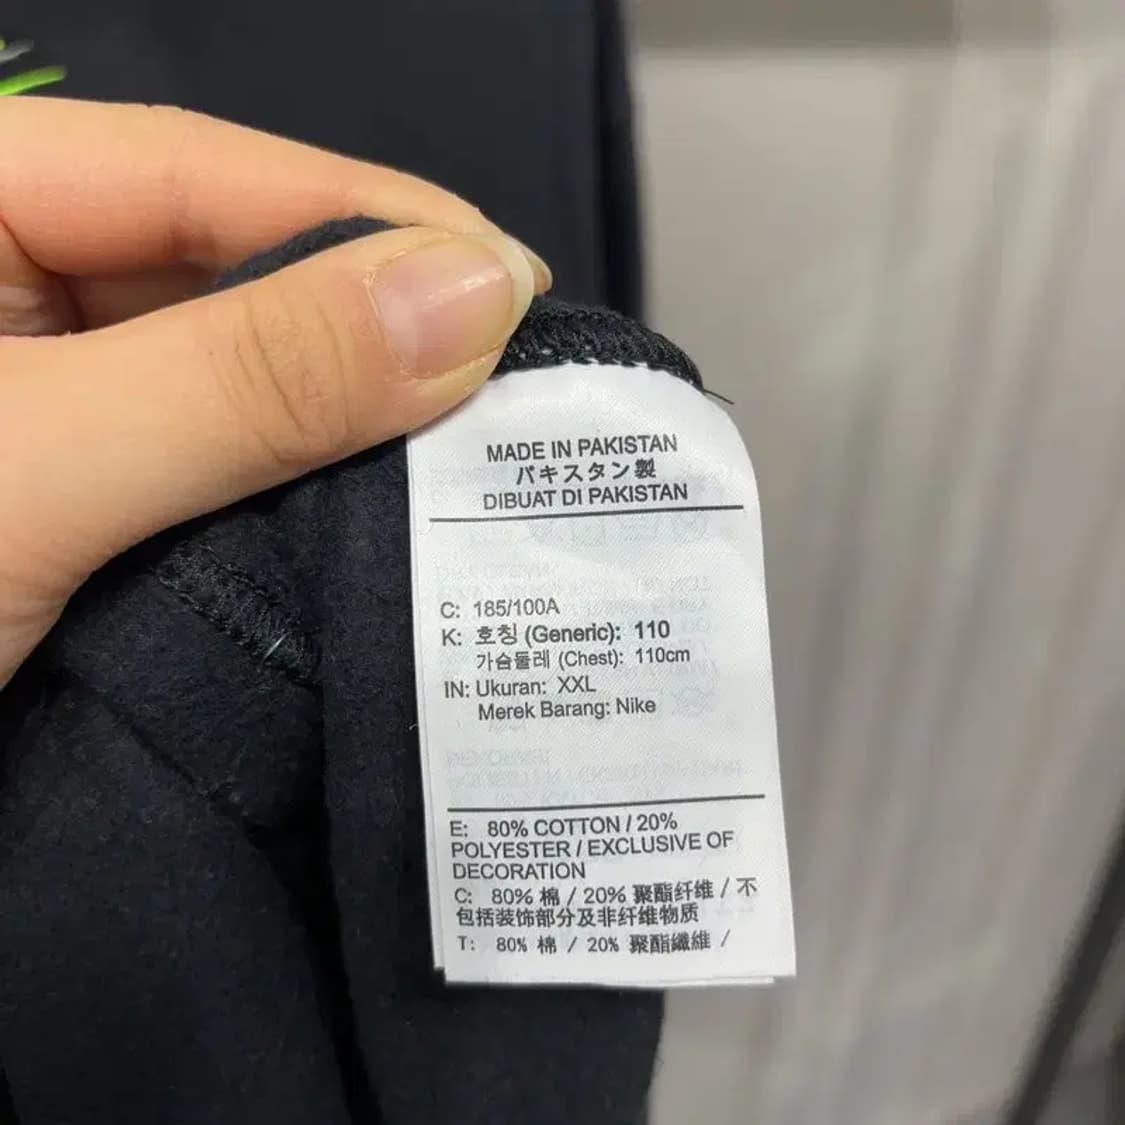 MADE IN PAKISTAN
パキスタン製
DIBUAT DI PAKISTAN
C: 185/100A
K: 호칭 (Generic): 110
가슴둘레 (Chest): 110cm
IN: Ukuran: XXL
Merek Barang: Nike
E: 80% COTTON / 20%
POLYESTER / EXCLUSIVE OF
DECORATION
C: 80% 棉 / 20% 聚酯纤维 / 不
包括装饰部分及非纤维物质
T: 80% 棉 / 20% 聚酯纖維 /